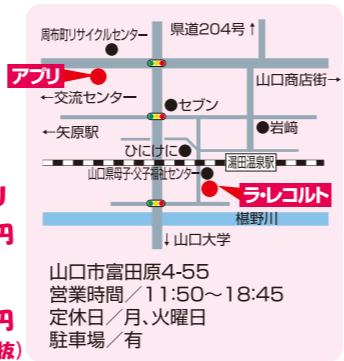 周布町リサイクルセンター
県道204号↑
アプリ
山口商店街→
←交流センター
●セブン
←矢原駅
●岩﨑
ひにけに●
湯田温泉駅
山口県母子・父子福祉センター●
ラ・レコルト
椹野川
↓山口大学
リ
円
円
抜)
山口市富田原4-55
営業時間／11:50〜18:45
定休日／月、火曜日
駐車場／有